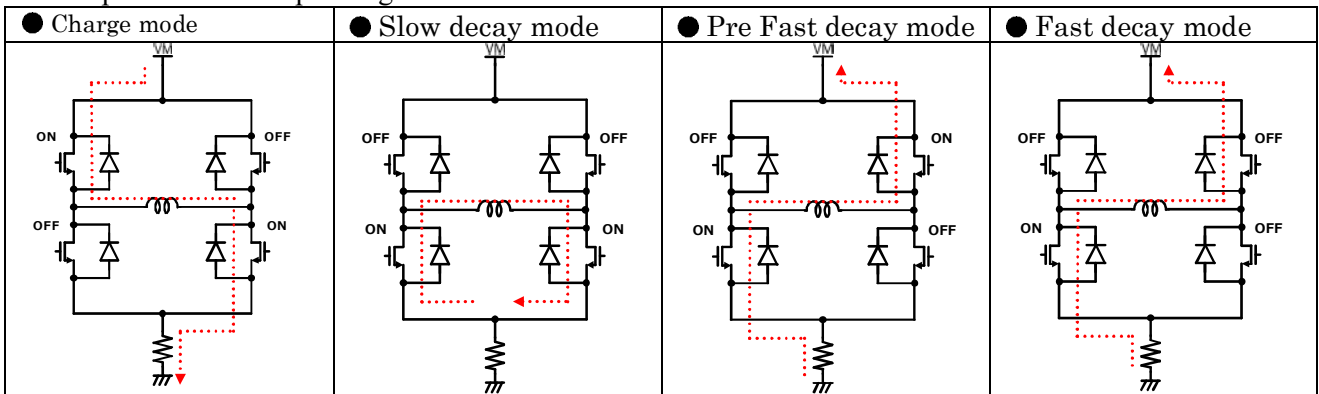 ● Charge mode
● Slow decay mode
● Pre Fast decay mode
● Fast decay mode
VM
VM
VM
VM
ON
OFF
OFF
OFF
OFF
ON
OFF
OFF
OFF
ON
ON
ON
ON
OFF
ON
OFF